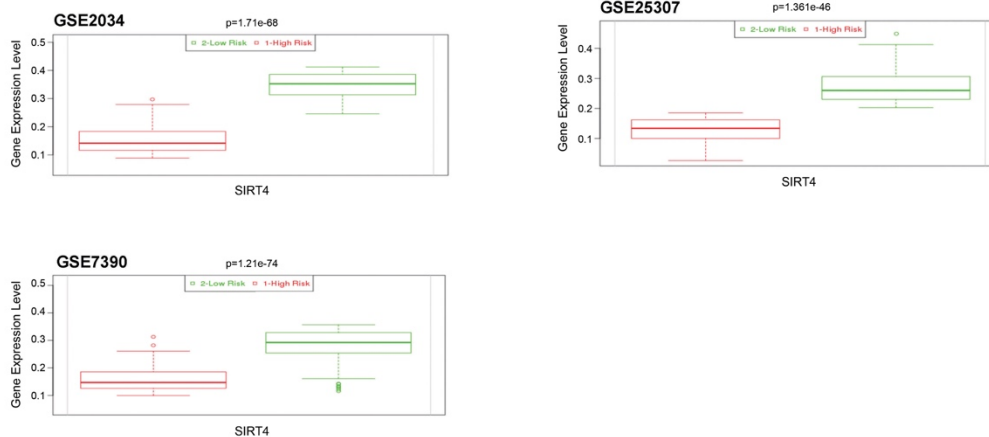 GSE2034
p=1.71e-68
2-Low Risk 1-High Risk
Gene Expression Level
0.5
0.4
0.3
0.2
0.1
SIRT4
GSE25307
p=1.361e-46
2-Low Risk 1-High Risk
Gene Expression Level
0.4
0.3
0.2
0.1
SIRT4
GSE7390
p=1.21e-74
2-Low Risk 1-High Risk
Gene Expression Level
0.5
0.4
0.3
0.2
0.1
SIRT4